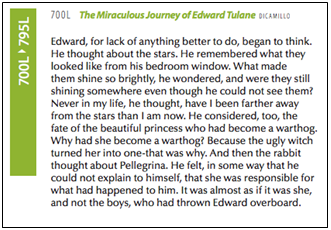 700L The Miraculous Journey of Edward Tulane DICAMILLO
700L ▸ 795L
Edward, for lack of anything better to do, began to think.
He thought about the stars. He remembered what they
looked like from his bedroom window. What made
them shine so brightly, he wondered, and were they still
shining somewhere even though he could not see them?
Never in my life, he thought, have I been farther away
from the stars than I am now. He considered, too, the
fate of the beautiful princess who had become a warthog.
Why had she become a warthog? Because the ugly witch
turned her into one-that was why. And then the rabbit
thought about Pellegrina. He felt, in some way that he
could not explain to himself, that she was responsible for
what had happened to him. It was almost as if it was she,
and not the boys, who had thrown Edward overboard.